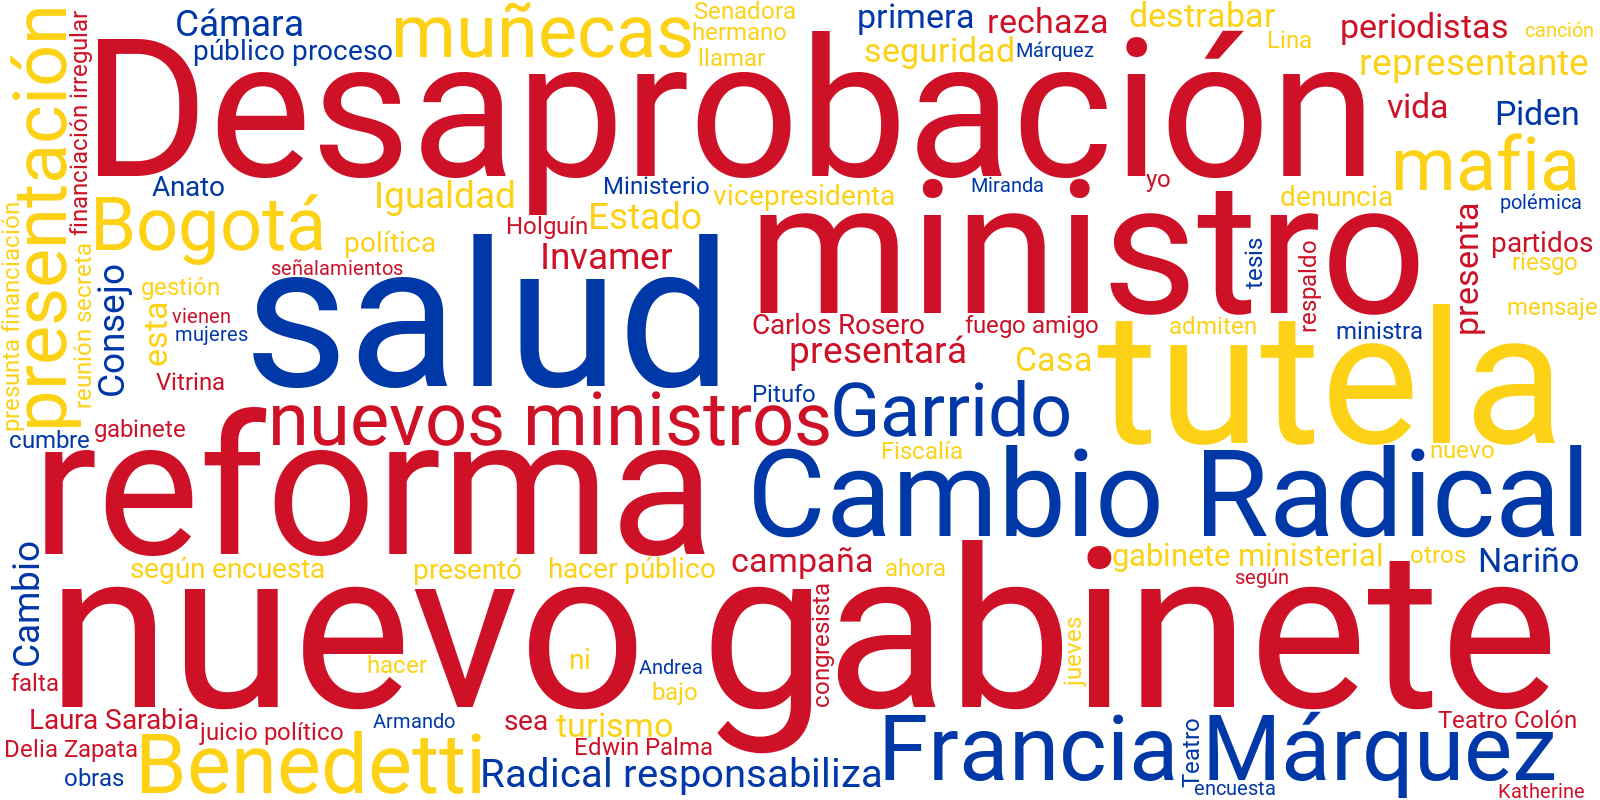 Desaprobación
ministro
salud
tutela
reforma
nuevos ministros
Garrido
Cambio Radical
nuevo gabinete
Francia Márquez
Benedetti
Radical responsabiliza
presentación
Bogotá
muñecas
mafia
Cámara
público proceso
Senadora
hermano
llamar
primera
rechaza
destrabar
seguridad
Márquez
Lina
periodistas
canción
representante
vida
Piden
financiación irregular
Anato
Igualdad
Ministerio
vicepresidenta
Miranda
yo
denuncia
polémica
Holguín
Estado
política
Invamer
señalamientos
presunta financiación
reunión secreta
Consejo
gestión
esta
vienen
mujeres
Vitrina
tesis
respaldo
presenta
partidos
riesgo
mensaje
Carlos Rosero
fuego amigo
admiten
ministra
presentará
Casa
Pitufo
cumbre
gabinete
Fiscalía
nuevo
Cambio
según encuesta
presentó
hacer público
campaña
ahora
gabinete ministerial
otros
Nariño
según
congresista
jueves
hacer
ni
Andrea
bajo
falta
Laura Sarabia
juicio político
Armando
sea
turismo
Edwin Palma
Delia Zapata
obras
Teatro
Teatro Colón
encuesta
Katherine